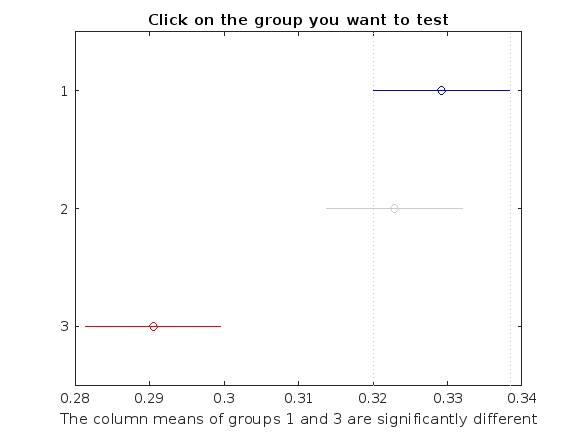 Click on the group you want to test
1
2
3
0.28 0.29 0.3 0.31 0.32 0.33 0.34
The column means of groups 1 and 3 are significantly different